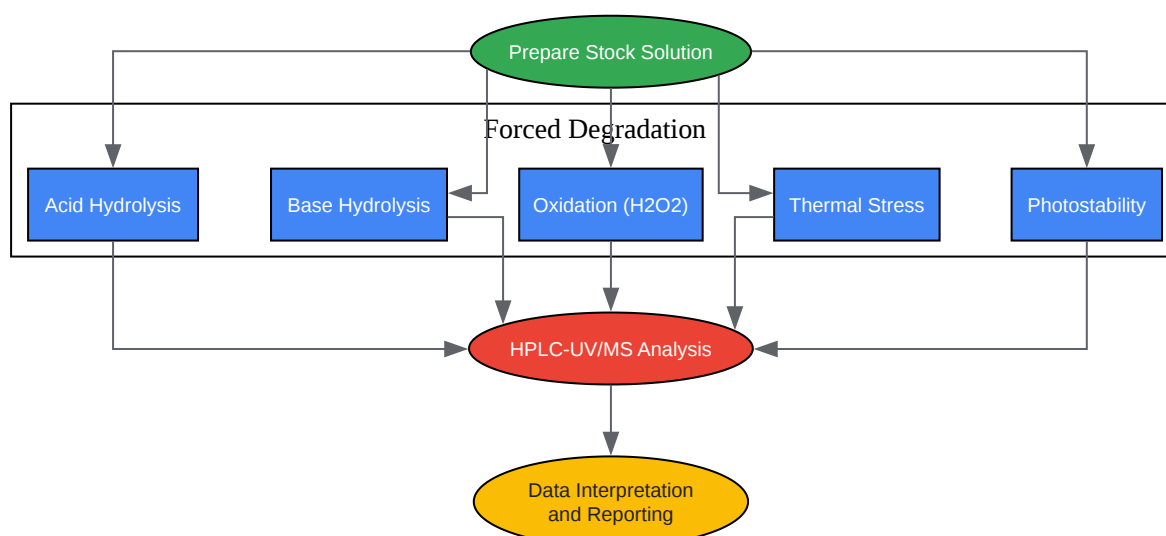 Prepare Stock Solution
Forced Degradation
Acid Hydrolysis
Base Hydrolysis
Oxidation (H2O2)
Thermal Stress
Photostability
HPLC-UV/MS Analysis
Data Interpretation
and Reporting